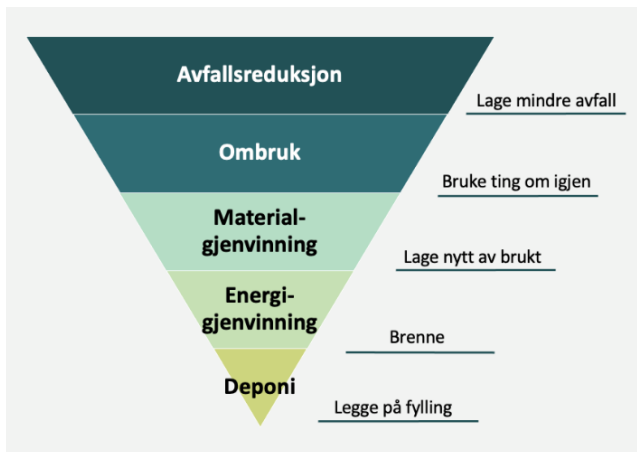 Avfallsreduksjon
Lage mindre avfall
Ombruk
Bruke ting om igjen
Material-
gjenvinning
Lage nytt av brukt
Energi-
gjenvinning
Brenne
Deponi
Legge på fylling